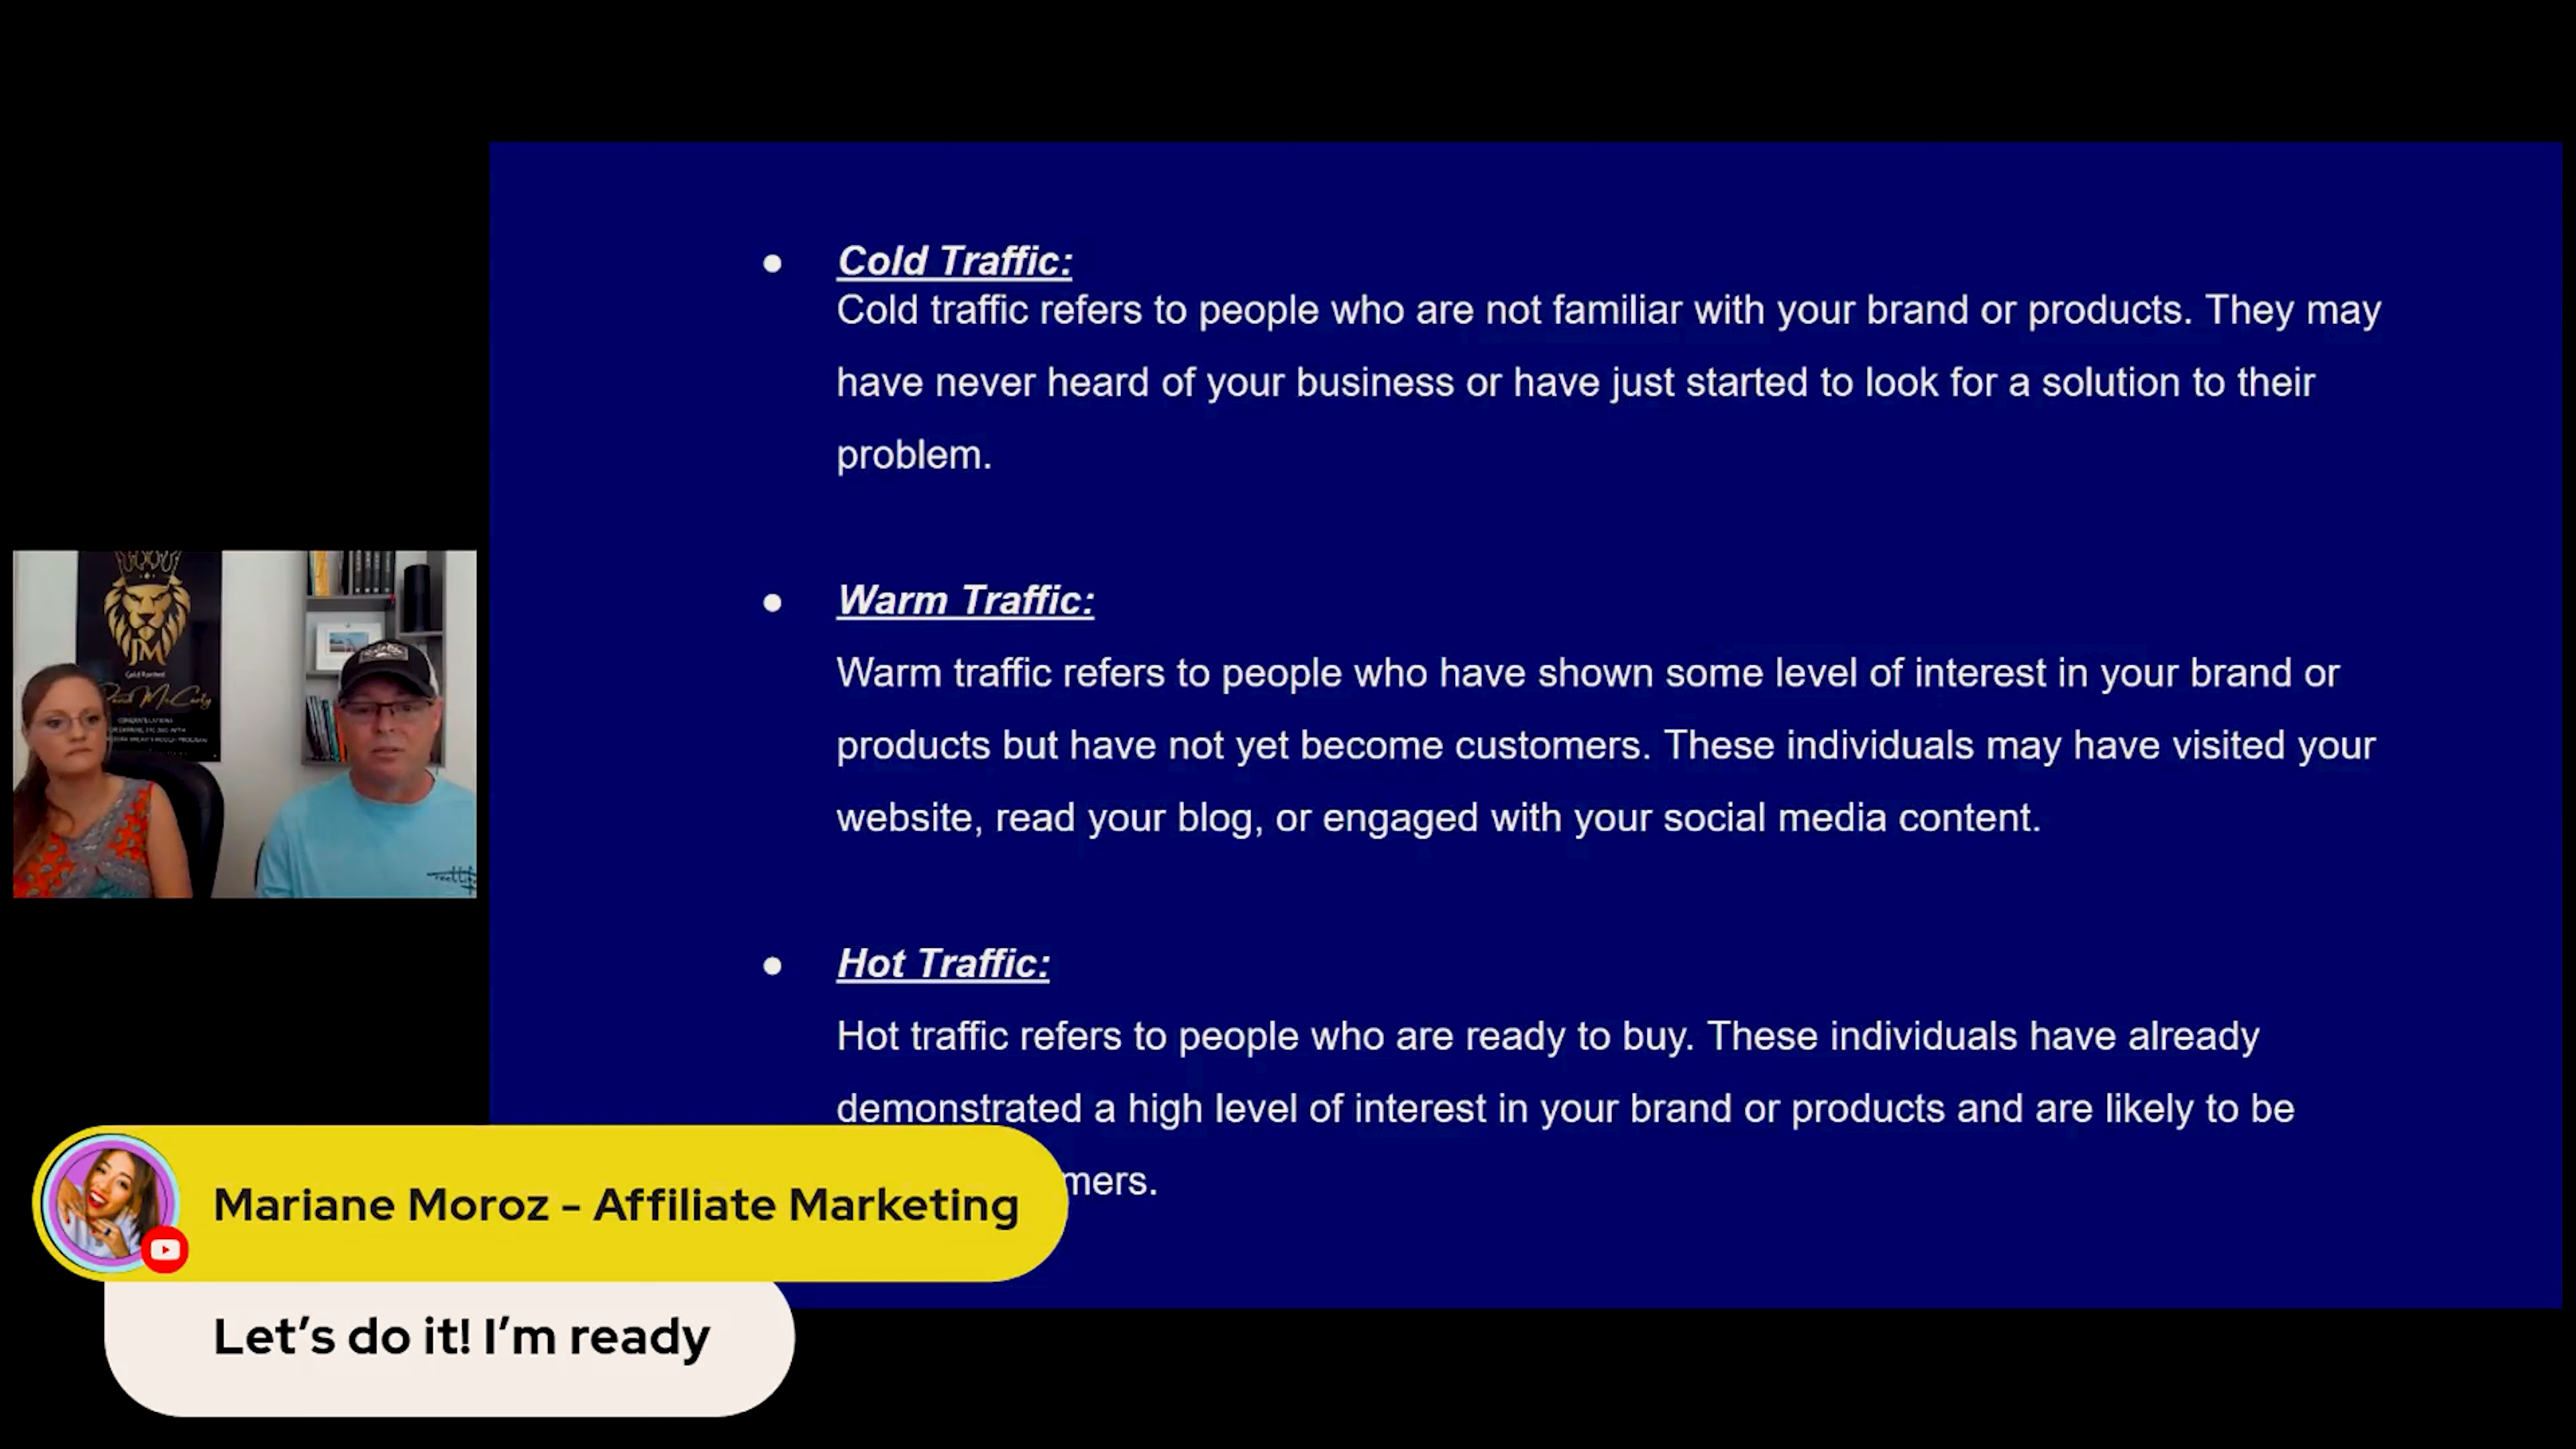 Cold Traffic:
Cold traffic refers to people who are not familiar with your brand or products. They may
have never heard of your business or have just started to look for a solution to their
problem.
Warm Traffic:
Warm traffic refers to people who have shown some level of interest in your brand or
products but have not yet become customers. These individuals may have visited your
website, read your blog, or engaged with your social media content.
Hot Traffic:
Hot traffic refers to people who are ready to buy. These individuals have already
demonstrated a high level of interest in your brand or products and are likely to be
mers.
JM
CONGRATULATIONS
Mariane Moroz - Affiliate Marketing
Let's do it! I'm ready